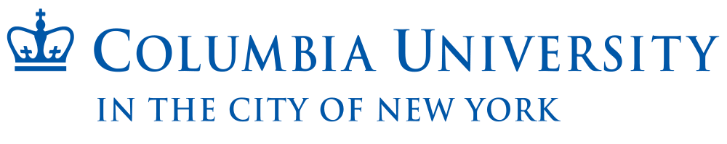 COLUMBIA UNIVERSITY
IN THE CITY OF NEW YORK